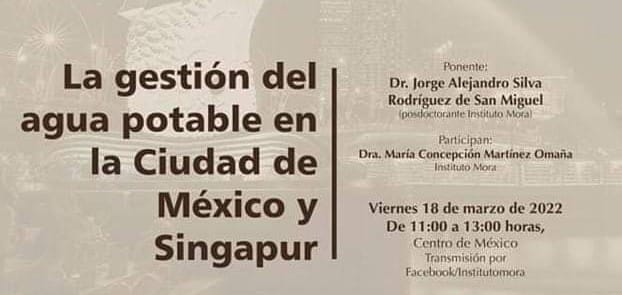 La gestión del
agua potable en
la Ciudad de
México y
Singapur
Ponente:
Dr. Jorge Alejandro Silva
Rodríguez de San Miguel
(posdoctorante Instituto Mora)
Participan:
Dra. María Concepción Martínez Omaña
Instituto Mora
Viernes 18 de marzo de 2022
De 11:00 a 13:00 horas,
Centro de México
Transmisión por
Facebook/Institutomora